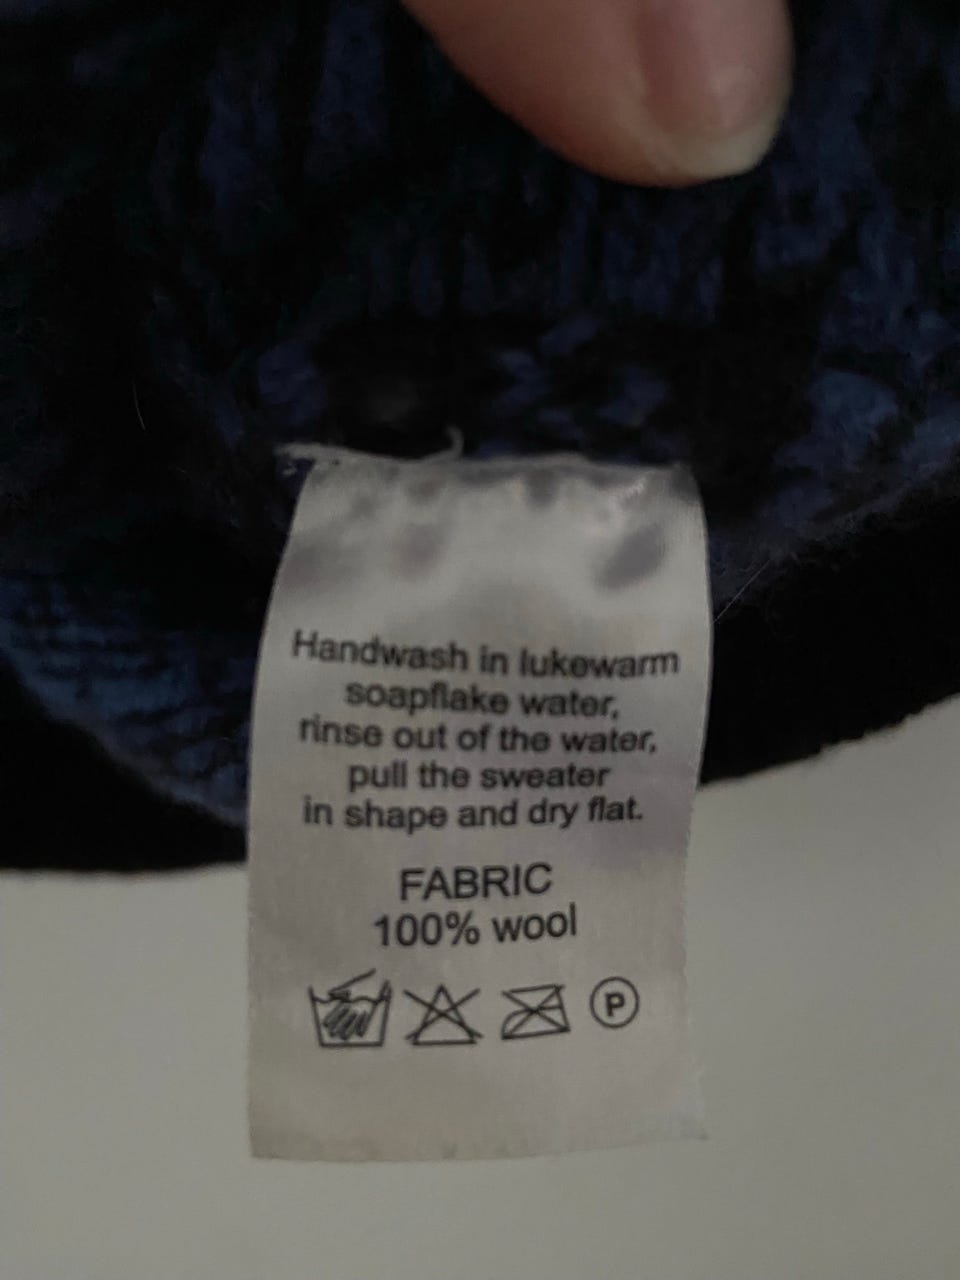 Handwash in lukewarm
soapflake water,
rinse out of the water,
pull the sweater
in shape and dry flat.
FABRIC
100% wool
P